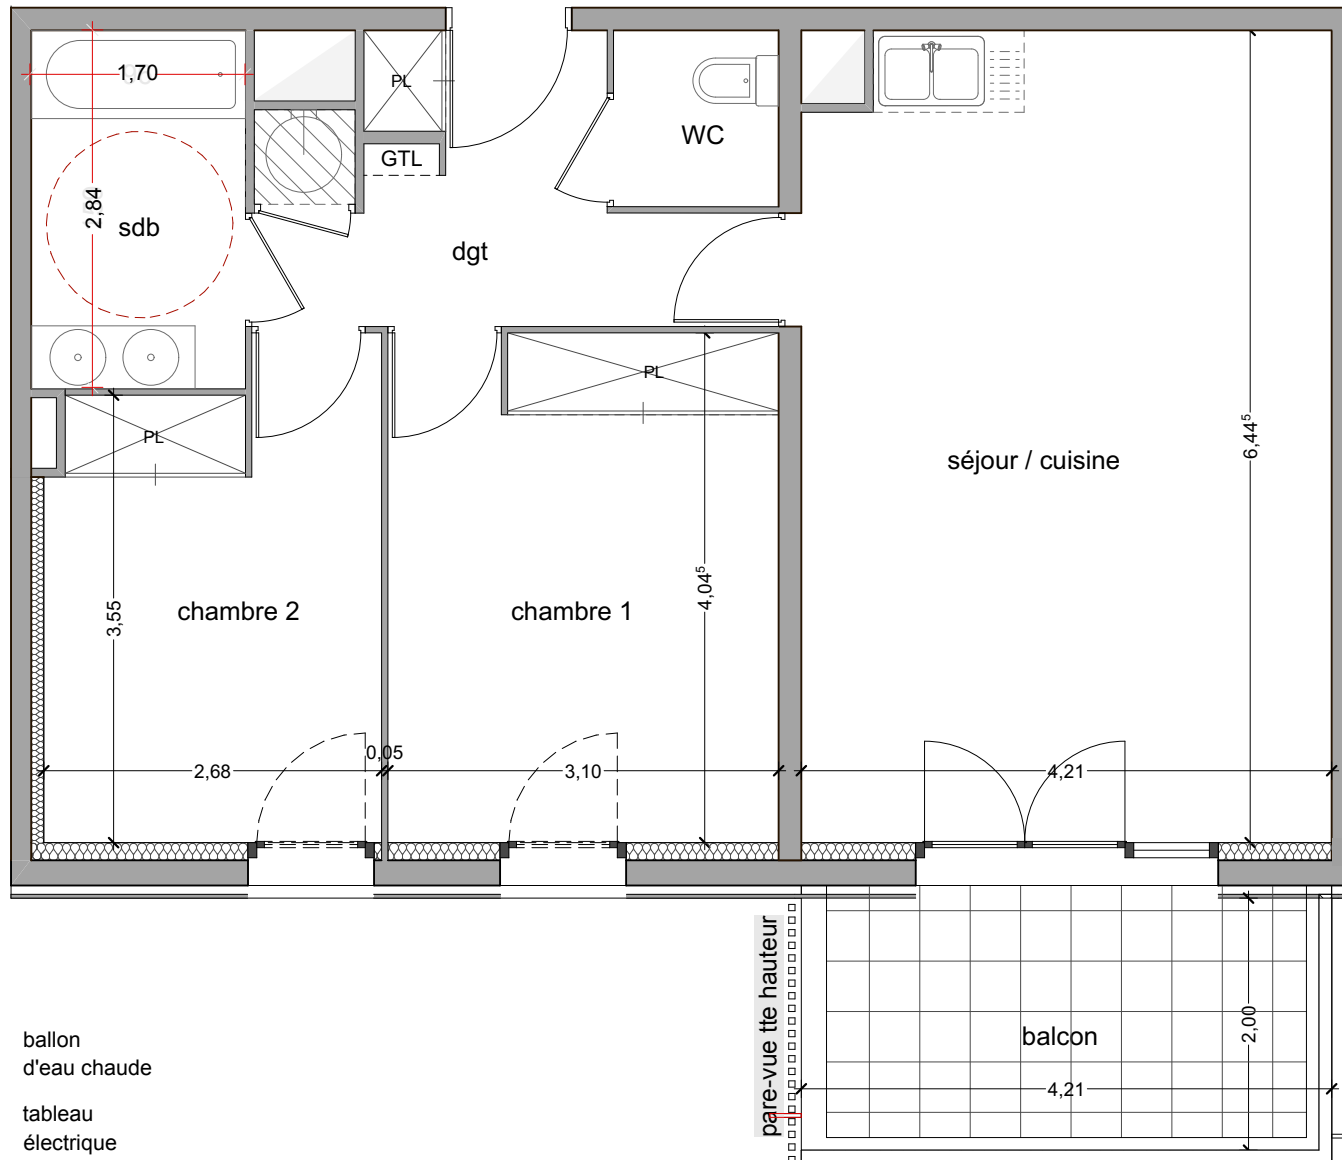 1,70
PL
WC
GTL
2,84
sdb
dgt
PL
PL
6,44⁵
séjour / cuisine
4,04⁵
3,55
chambre 2
chambre 1
0,05
2,68
3,10
4,21
pare-vue tte hauteur
2,00
balcon
4,21
ballon
d'eau chaude
tableau
électrique